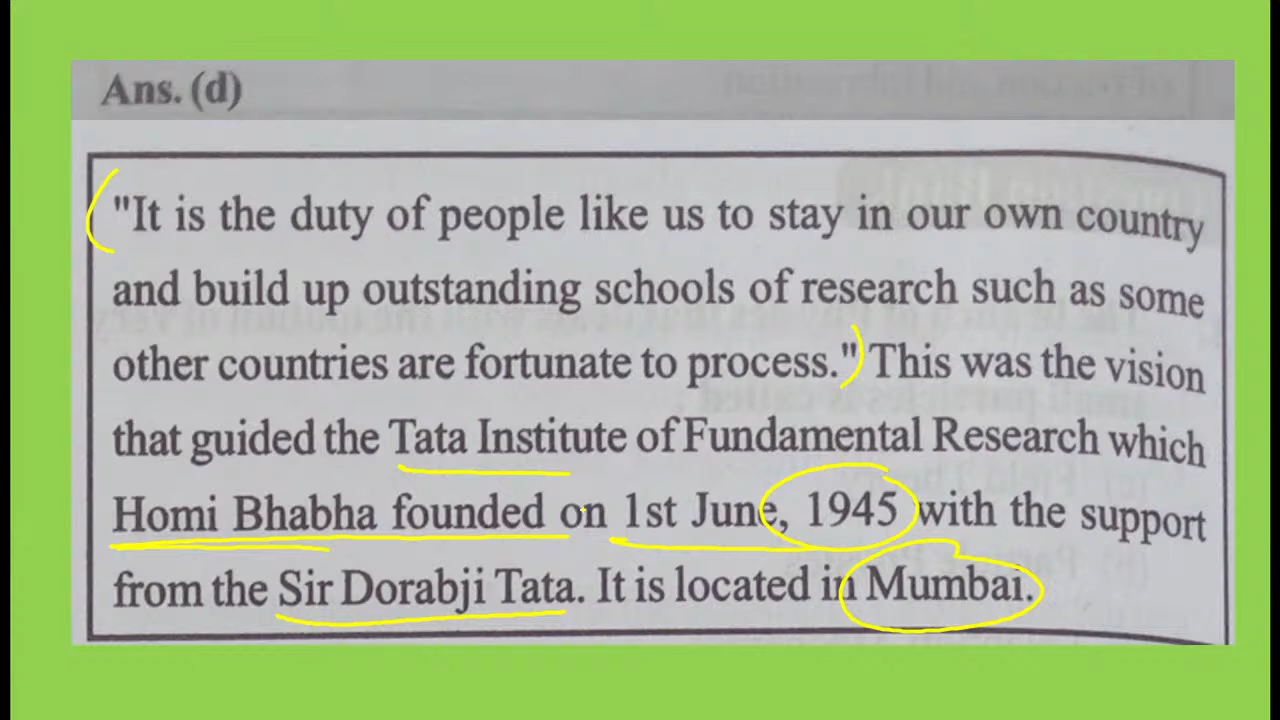 Ans. (d)
"It is the duty of people like us to stay in our own country
and build up outstanding schools of research such as some
other countries are fortunate to process." This was the vision
that guided the Tata Institute of Fundamental Research which
Homi Bhabha founded on 1st June, 1945 with the support
from the Sir Dorabji Tata. It is located in Mumbai.